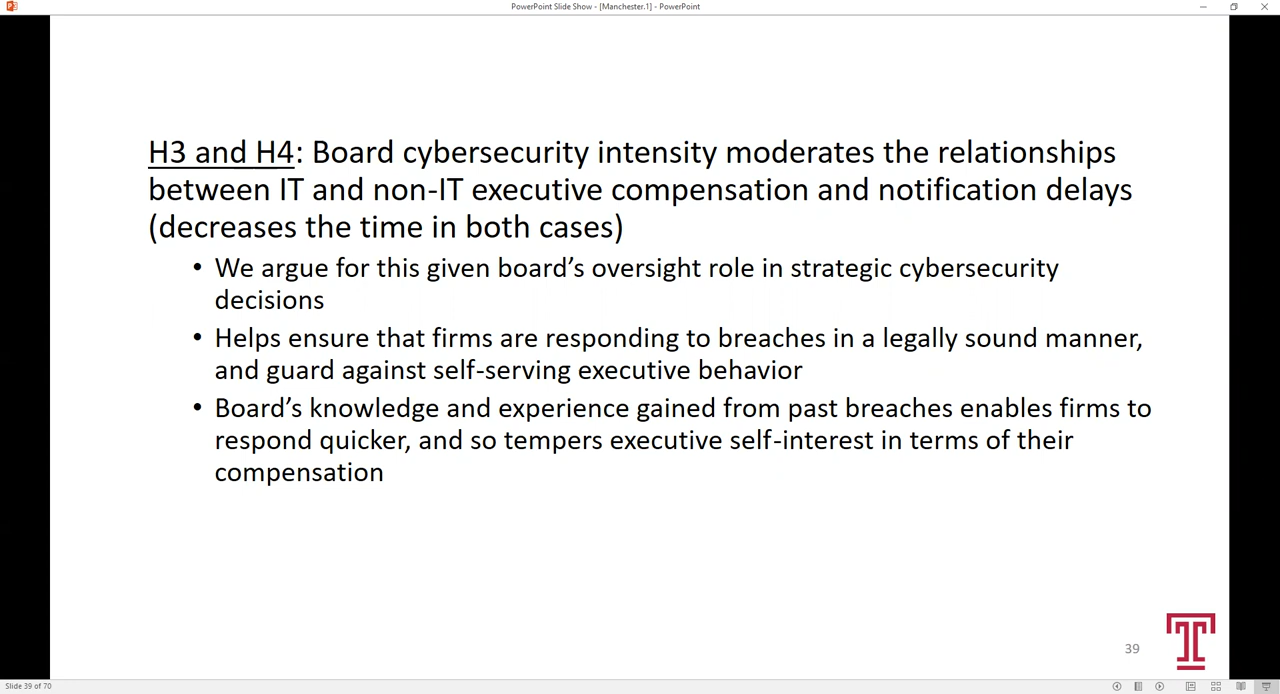 PowerPoint Slide Show - [Manchester.1] - PowerPoint
H3 and H4: Board cybersecurity intensity moderates the relationships
between IT and non-IT executive compensation and notification delays
(decreases the time in both cases)
• We argue for this given board’s oversight role in strategic cybersecurity
decisions
• Helps ensure that firms are responding to breaches in a legally sound manner,
and guard against self-serving executive behavior
• Board’s knowledge and experience gained from past breaches enables firms to
respond quicker, and so tempers executive self-interest in terms of their
compensation
39
T
Slide 39 of 70